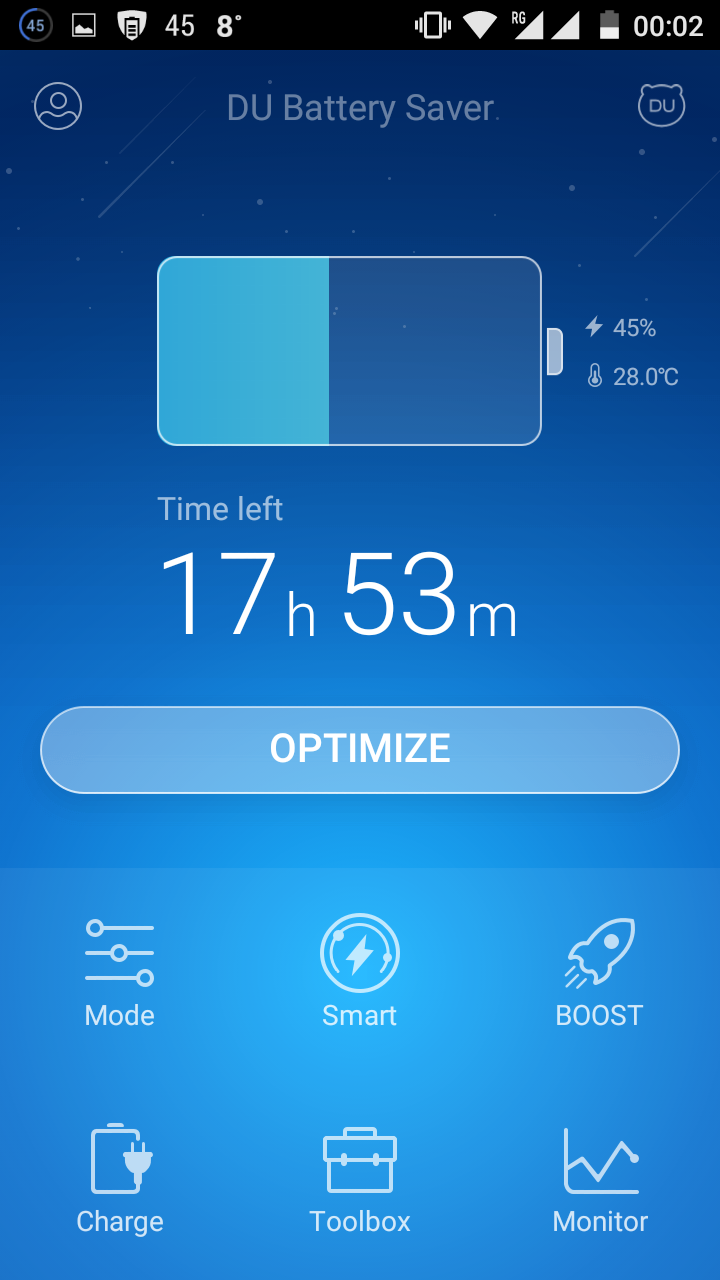 45 45 8° RG 00:02
DU Battery Saver DU
45%
28.0℃
Time left
17h 53m
OPTIMIZE
Mode Smart BOOST
Charge Toolbox Monitor